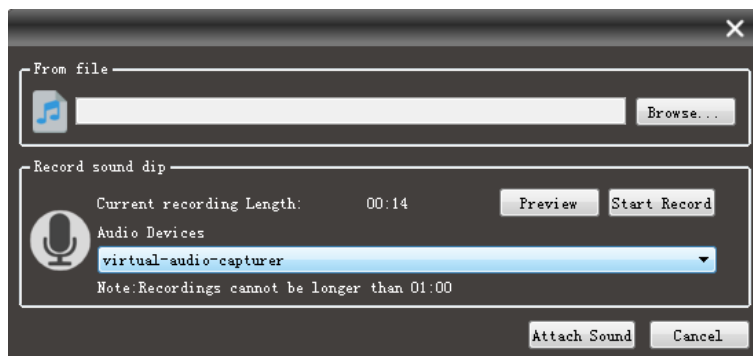 From file
Browse...
Record sound dip
Current recording Length: 00:14 Preview Start Record
Audio Devices
virtual-audio-capturer
Note:Recordings cannot be longer than 01:00
Attach Sound Cancel